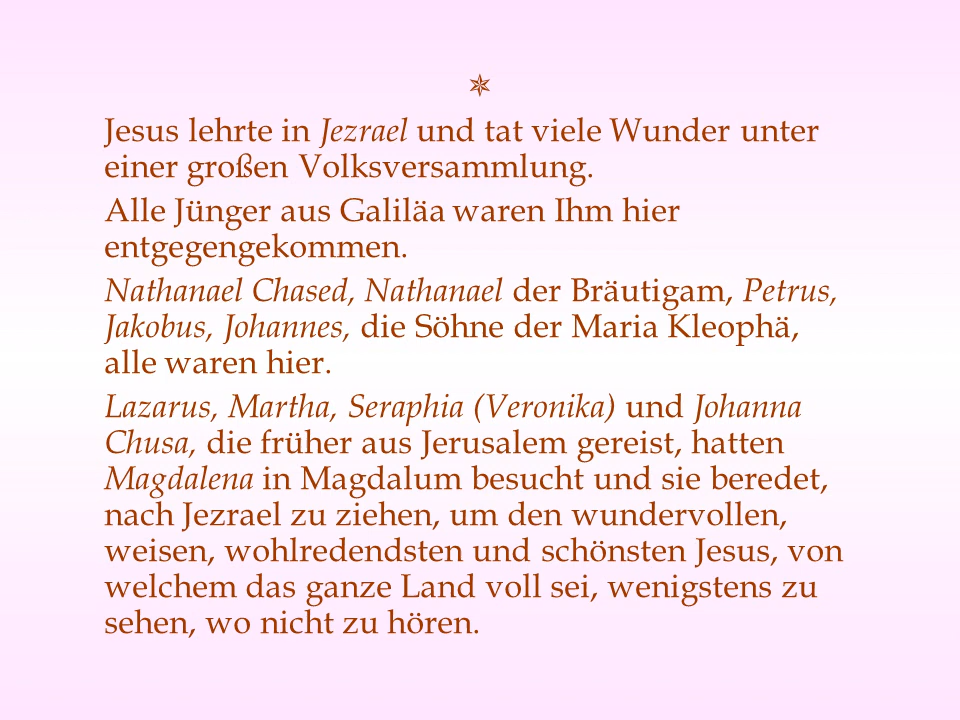 ✵
Jesus lehrte in Jezrael und tat viele Wunder unter
einer großen Volksversammlung.
Alle Jünger aus Galiläa waren Ihm hier
entgegengekommen.
Nathanael Chased, Nathanael der Bräutigam, Petrus,
Jakobus, Johannes, die Söhne der Maria Kleophä,
alle waren hier.
Lazarus, Martha, Seraphia (Veronika) und Johanna
Chusa, die früher aus Jerusalem gereist, hatten
Magdalena in Magdalum besucht und sie beredet,
nach Jezrael zu ziehen, um den wundervollen,
weisen, wohlredendsten und schönsten Jesus, von
welchem das ganze Land voll sei, wenigstens zu
sehen, wo nicht zu hören.